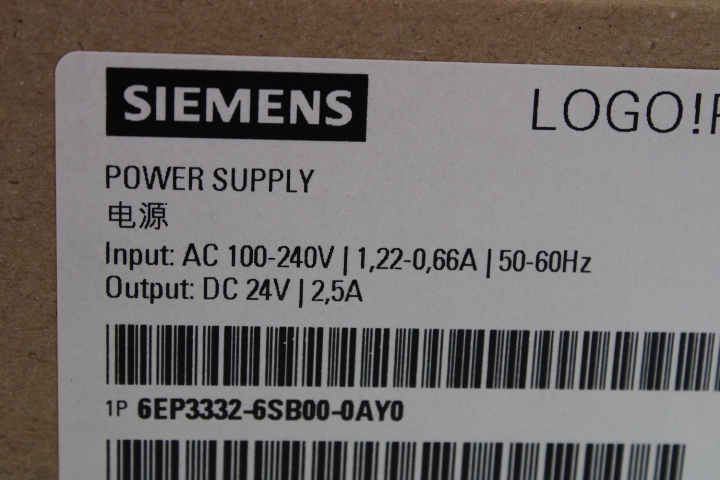 SIEMENS
LOGO!P
POWER SUPPLY
电源
Input: AC 100-240V | 1,22-0,66A | 50-60Hz
Output: DC 24V | 2,5A
1P 6EP3332-6SB00-0AY0